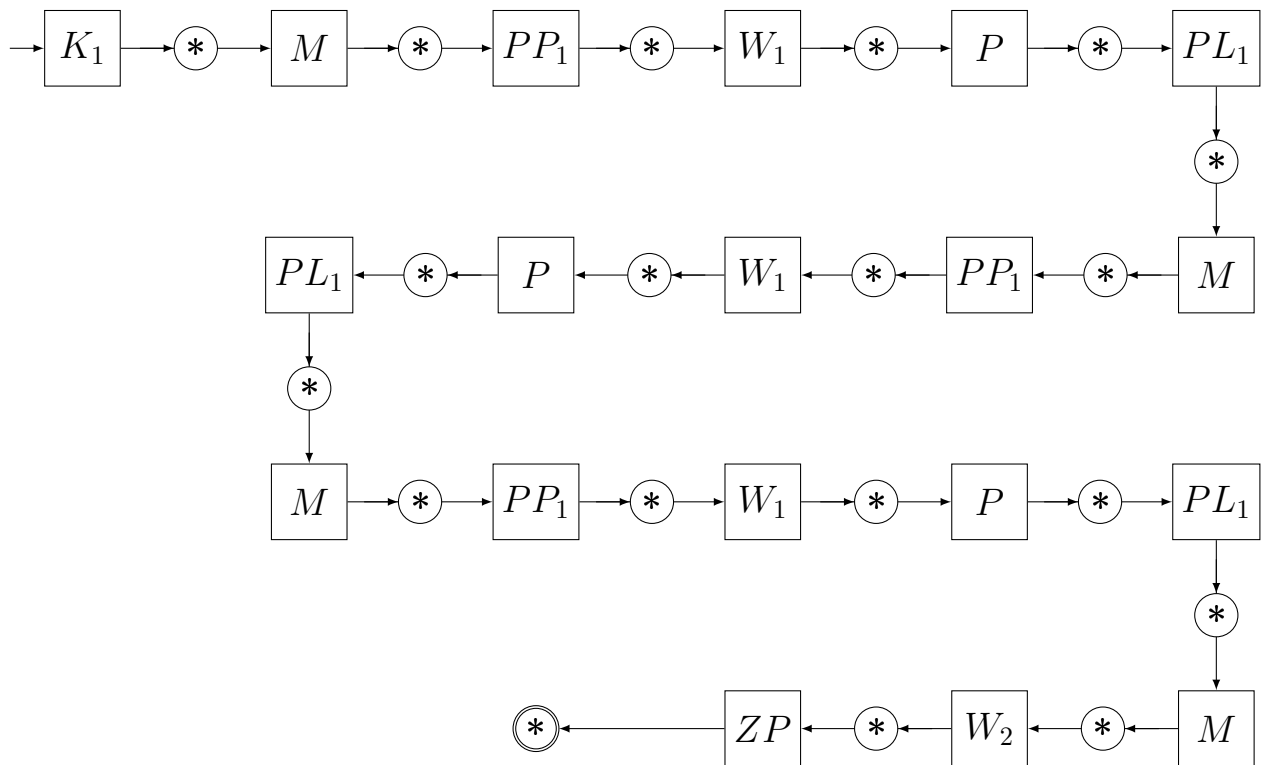 K₁ * M * PP₁ * W₁ * P * PL₁
*
PL₁ * P * W₁ * PP₁ * M
*
M * PP₁ * W₁ * P * PL₁
*
* ZP * W₂ * M